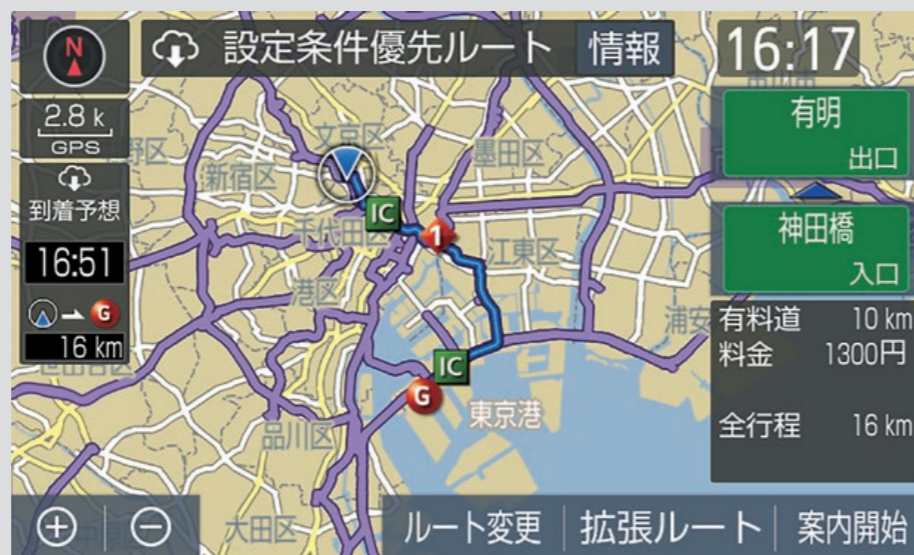 N
設定条件優先ルート
情報
16:17
2.8 k
GPS
到着予想
16:51
G
16 km
有明
出口
神田橋
入口
有料道 10 km
料金 1300円
全行程 16 km
文京区
新宿区
墨田区
IC
千代田区
1
江東区
港区
浦安
IC
G
東京港
品川区
大田区
ルート変更
拡張ルート
案内開始